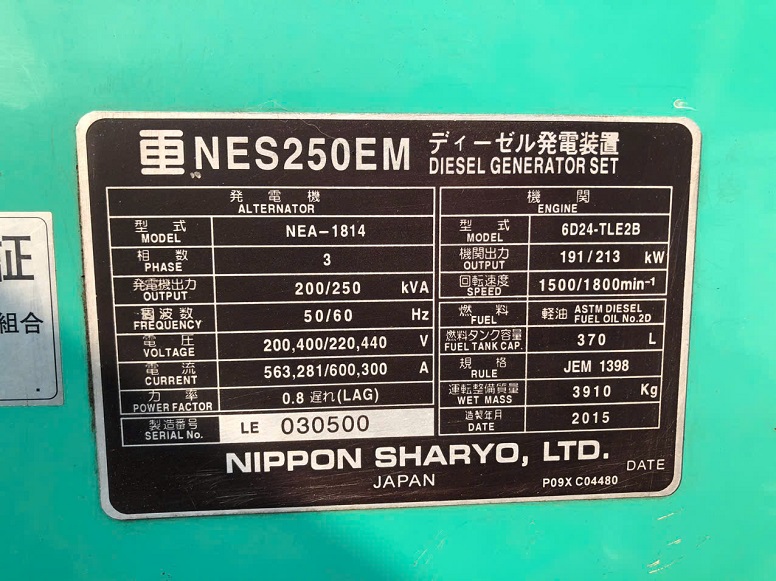 重 NES250EM ディーゼル発電装置
DIESEL GENERATOR SET
発電機
ALTERNATOR
型式 MODEL NEA-1814
相数 PHASE 3
発電機出力 OUTPUT 200/250 kVA
周波数 FREQUENCY 50/60 Hz
電圧 VOLTAGE 200,400/220,440 V
電流 CURRENT 563,281/600,300 A
力率 POWER FACTOR 0.8 遅れ(LAG)
製造番号 SERIAL No. LE 030500
機関
ENGINE
型式 MODEL 6D24-TLE2B
機関出力 OUTPUT 191/213 kW
回転速度 SPEED 1500/1800min⁻¹
燃料 FUEL 軽油 ASTM DIESEL FUEL OIL No.2D
燃料タンク容量 FUEL TANK CAP. 370 L
規格 RULE JEM 1398
運転整備質量 WET MASS 3910 Kg
造製年月 DATE 2015
NIPPON SHARYO, LTD.
JAPAN
DATE
P09X C04480
証
組合